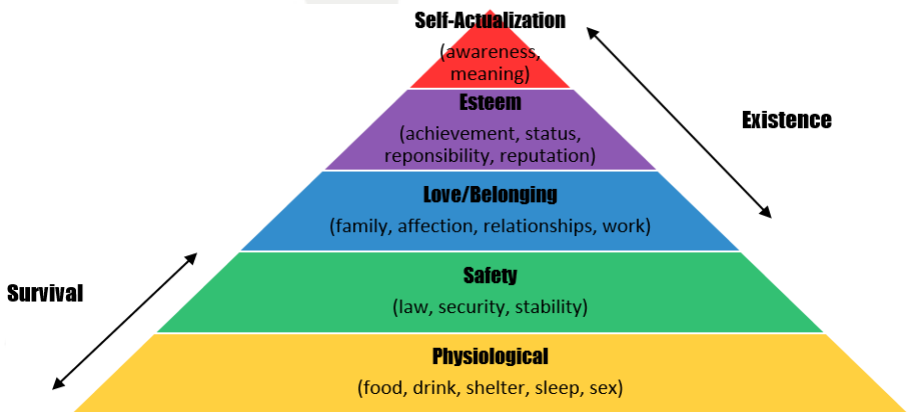 Self-Actualization
(awareness,
meaning)
Esteem
(achievement, status,
reponsibility, reputation)
Existence
Love/Belonging
(family, affection, relationships, work)
Safety
(law, security, stability)
Survival
Physiological
(food, drink, shelter, sleep, sex)